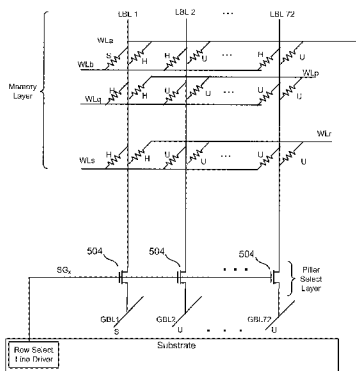 LBL 1 LBL 2 ... LBL 72
WLa
S H H U H U
WLb
Memory Layer
H H U U H U
WLp
WLq
H H U U U U
WLr
WLs
504 504 504
SGx
Pillar Select Layer
GBL1 GBL2 GBL72
S U U
Substrate
Row Select Line Driver